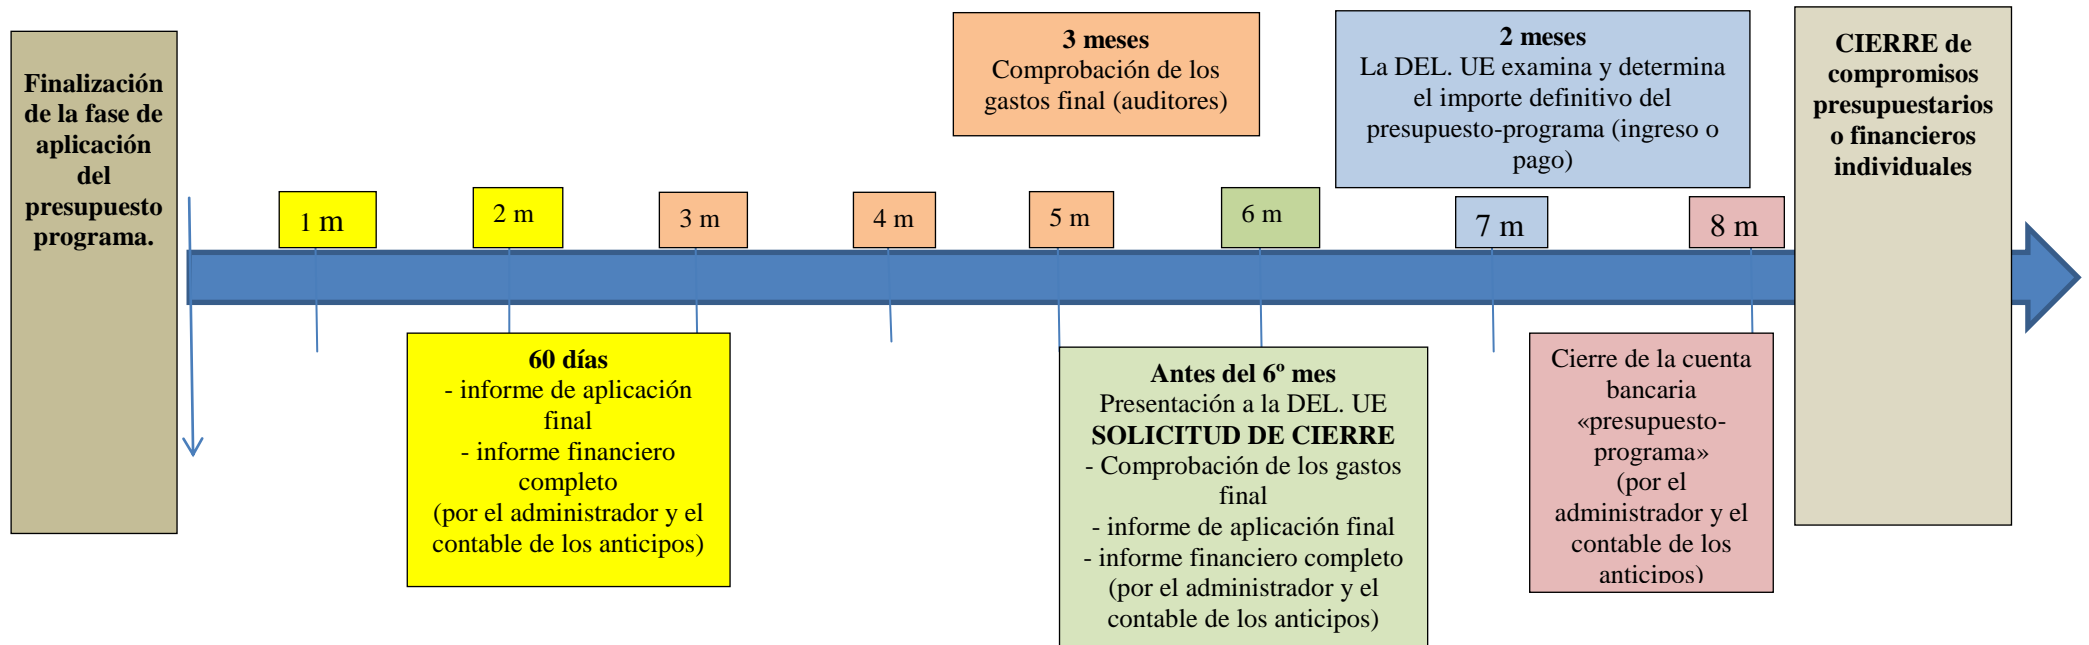 Finalización
de la fase de
aplicación
del
presupuesto
programa.
3 meses
Comprobación de los
gastos final (auditores)
2 meses
La DEL. UE examina y determina
el importe definitivo del
presupuesto-programa (ingreso o
pago)
CIERRE de
compromisos
presupuestarios
o financieros
individuales
1 m
2 m
3 m
4 m
5 m
6 m
7 m
8 m
60 días
- informe de aplicación
final
- informe financiero
completo
(por el administrador y el
contable de los anticipos)
Antes del 6º mes
Presentación a la DEL. UE
SOLICITUD DE CIERRE
- Comprobación de los gastos
final
- informe de aplicación final
- informe financiero completo
(por el administrador y el
contable de los anticipos)
Cierre de la cuenta
bancaria
«presupuesto-
programa»
(por el
administrador y el
contable de los
anticipos)